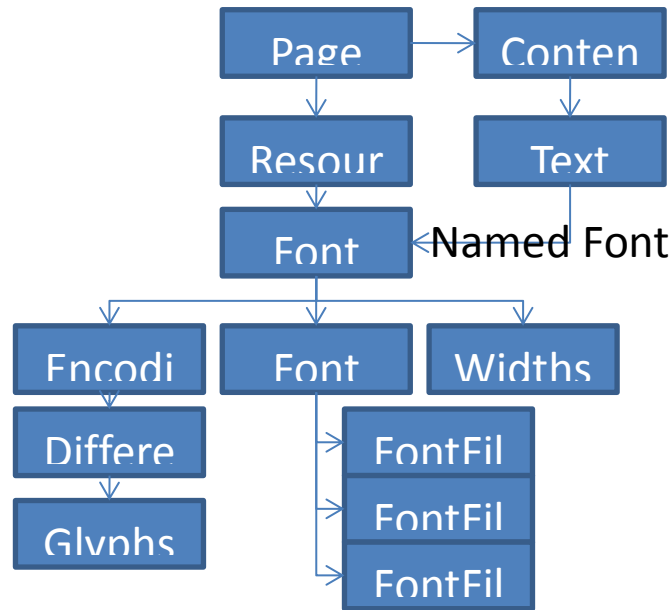 Page
Conten
Resour
Text
Font
Named Font
Encodi
Font
Widths
Differe
FontFil
Glyphs
FontFil
FontFil